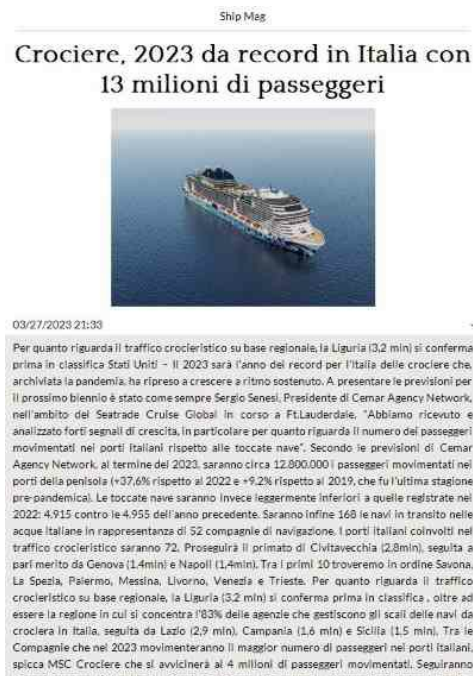 Ship Mag
Crociere, 2023 da record in Italia con
13 milioni di passeggeri
03/27/2023 21:33
Per quanto riguarda il traffico crocieristico su base regionale, la Liguria (3,2 mln) si conferma
prima in classifica Stati Uniti – Il 2023 sarà l'anno dei record per l'Italia delle crociere che,
archiviata la pandemia, ha ripreso a crescere a ritmo sostenuto. A presentare le previsioni per
il prossimo biennio è stato come sempre Sergio Senesi, Presidente di Cemar Agency Network,
nell'ambito del Seatrade Cruise Global in corso a Ft.Lauderdale. "Abbiamo ricevuto e
analizzato forti segnali di crescita, in particolare per quanto riguarda il numero dei passeggeri
movimentati nei porti italiani rispetto alle toccate nave". Secondo le previsioni di Cemar
Agency Network, al termine del 2023, saranno circa 12.800.000 i passeggeri movimentati nei
porti della penisola (+37,6% rispetto al 2022 e +9.2% rispetto al 2019, che fu l'ultima stagione
pre-pandemica). Le toccate nave saranno invece leggermente inferiori a quelle registrate nel
2022: 4.915 contro le 4.955 dell'anno precedente. Saranno infine 168 le navi in transito nelle
acque italiane in rappresentanza di 52 compagnie di navigazione. I porti italiani coinvolti nel
traffico crocieristico saranno 72. Proseguirà il primato di Civitavecchia (2,8mln), seguita a
pari merito da Genova (1.4mln) e Napoli (1,4mln). Tra i primi 10 troveremo in ordine Savona,
La Spezia, Palermo, Messina, Livorno, Venezia e Trieste. Per quanto riguarda il traffico
crocieristico su base regionale, la Liguria (3,2 mln) si conferma prima in classifica , oltre ad
essere la regione in cui si concentra l'83% delle agenzie che gestiscono gli scali delle navi da
crociera in Italia, seguita da Lazio (2,9 mln), Campania (1,6 mln) e Sicilia (1,5 mln). Tra le
Compagnie che nel 2023 movimenteranno il maggior numero di passeggeri nei porti italiani,
spicca MSC Crociere che si avvicinerà ai 4 milioni di passeggeri movimentati. Seguiranno